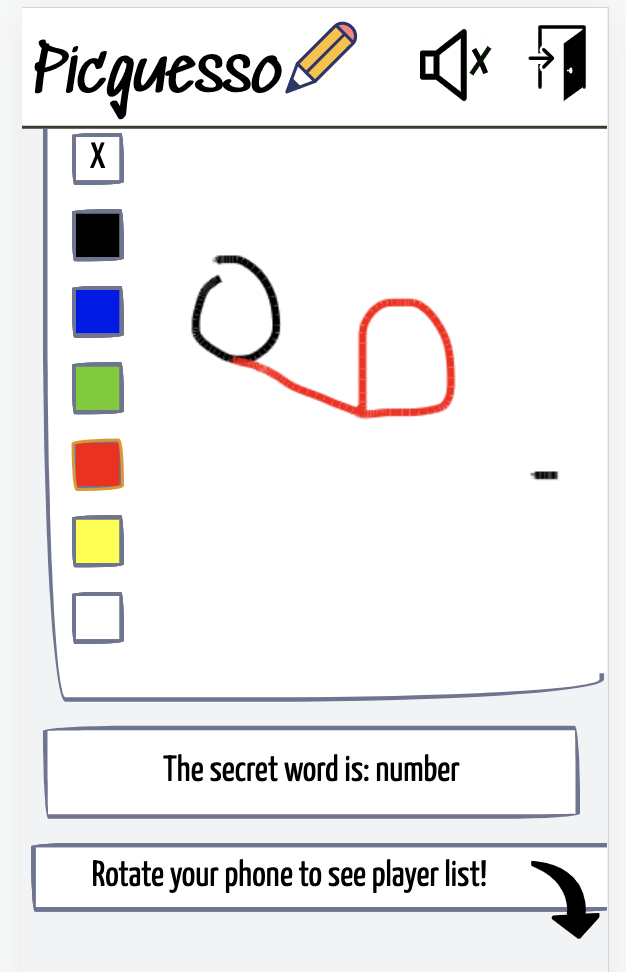 Picguesso
X
X
The secret word is: number
Rotate your phone to see player list!